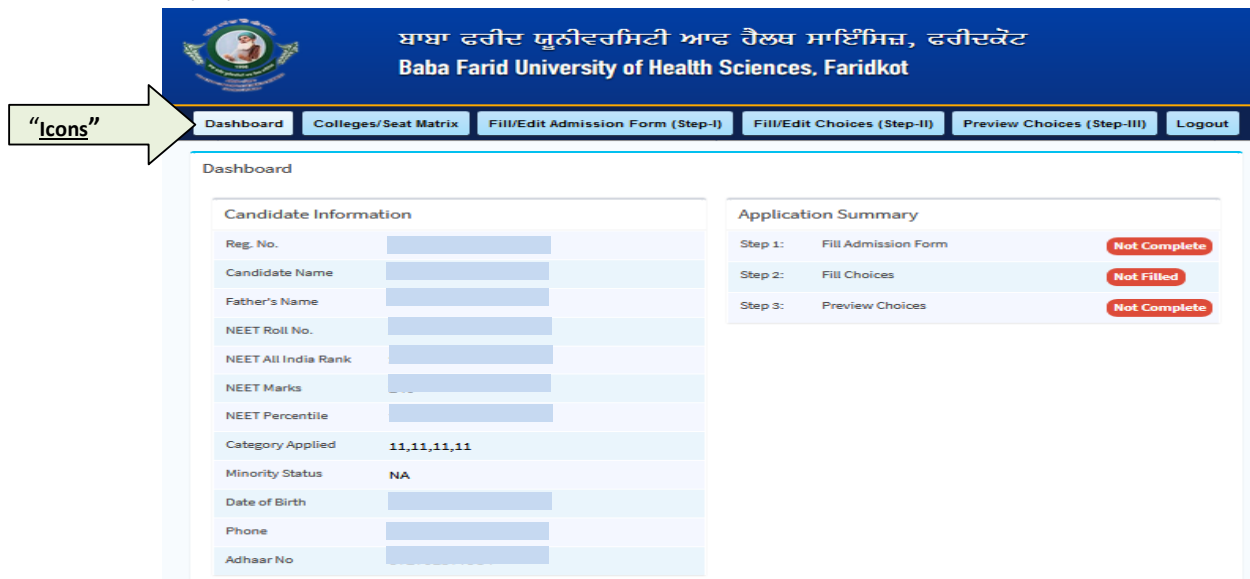 ਬਾਬਾ ਫਰੀਦ ਯੂਨੀਵਰਸਿਟੀ ਆਫ ਹੈਲਥ ਸਾਇੰਸਿਜ਼, ਫਰੀਦਕੋਟ
Baba Farid University of Health Sciences, Faridkot
“Icons”
Dashboard Colleges/Seat Matrix Fill/Edit Admission Form (Step-I) Fill/Edit Choices (Step-II) Preview Choices (Step-III) Logout
Dashboard
Candidate Information
Reg. No.
Candidate Name
Father's Name
NEET Roll No.
NEET All India Rank
NEET Marks
NEET Percentile
Category Applied 11,11,11,11
Minority Status NA
Date of Birth
Phone
Adhaar No
Application Summary
Step 1: Fill Admission Form Not Complete
Step 2: Fill Choices Not Filled
Step 3: Preview Choices Not Complete